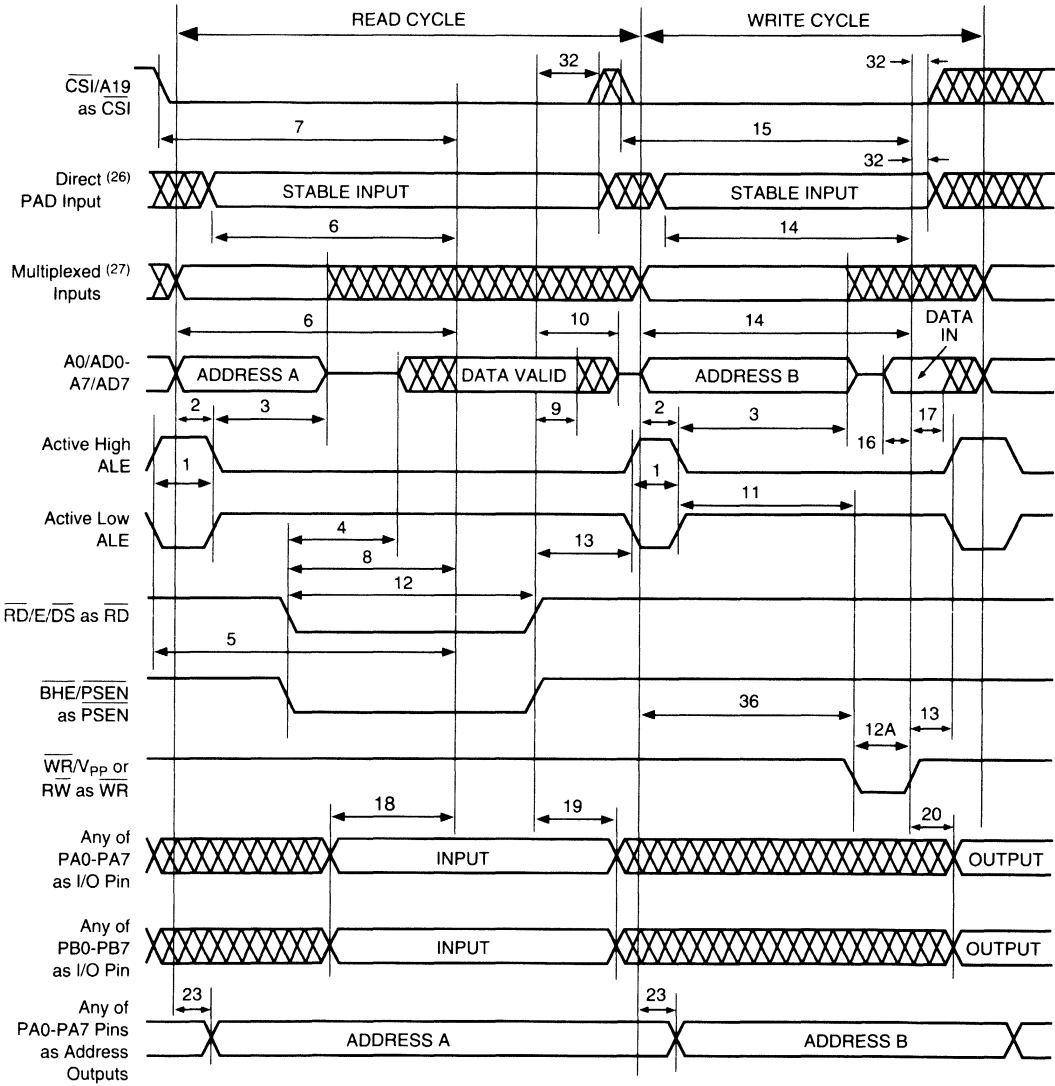 READ CYCLE WRITE CYCLE
32 32
CSI/A19
as CSI
7 15
32
Direct (26)
PAD Input
STABLE INPUT STABLE INPUT
6 14
Multiplexed (27)
Inputs
6 10 14 DATA
IN
A0/AD0-
A7/AD7
ADDRESS A DATA VALID ADDRESS B
2 3 9 2 3 16 17
Active High
ALE
1 1
11
Active Low
ALE
4 13
8
12
RD/E/DS as RD
5
BHE/PSEN
as PSEN
36 12A 13
WR/VPP or
RW as WR
18 19 20
Any of
PA0-PA7
as I/O Pin
INPUT OUTPUT
Any of
PB0-PB7
as I/O Pin
INPUT OUTPUT
23 23
Any of
PA0-PA7 Pins
as Address
Outputs
ADDRESS A ADDRESS B